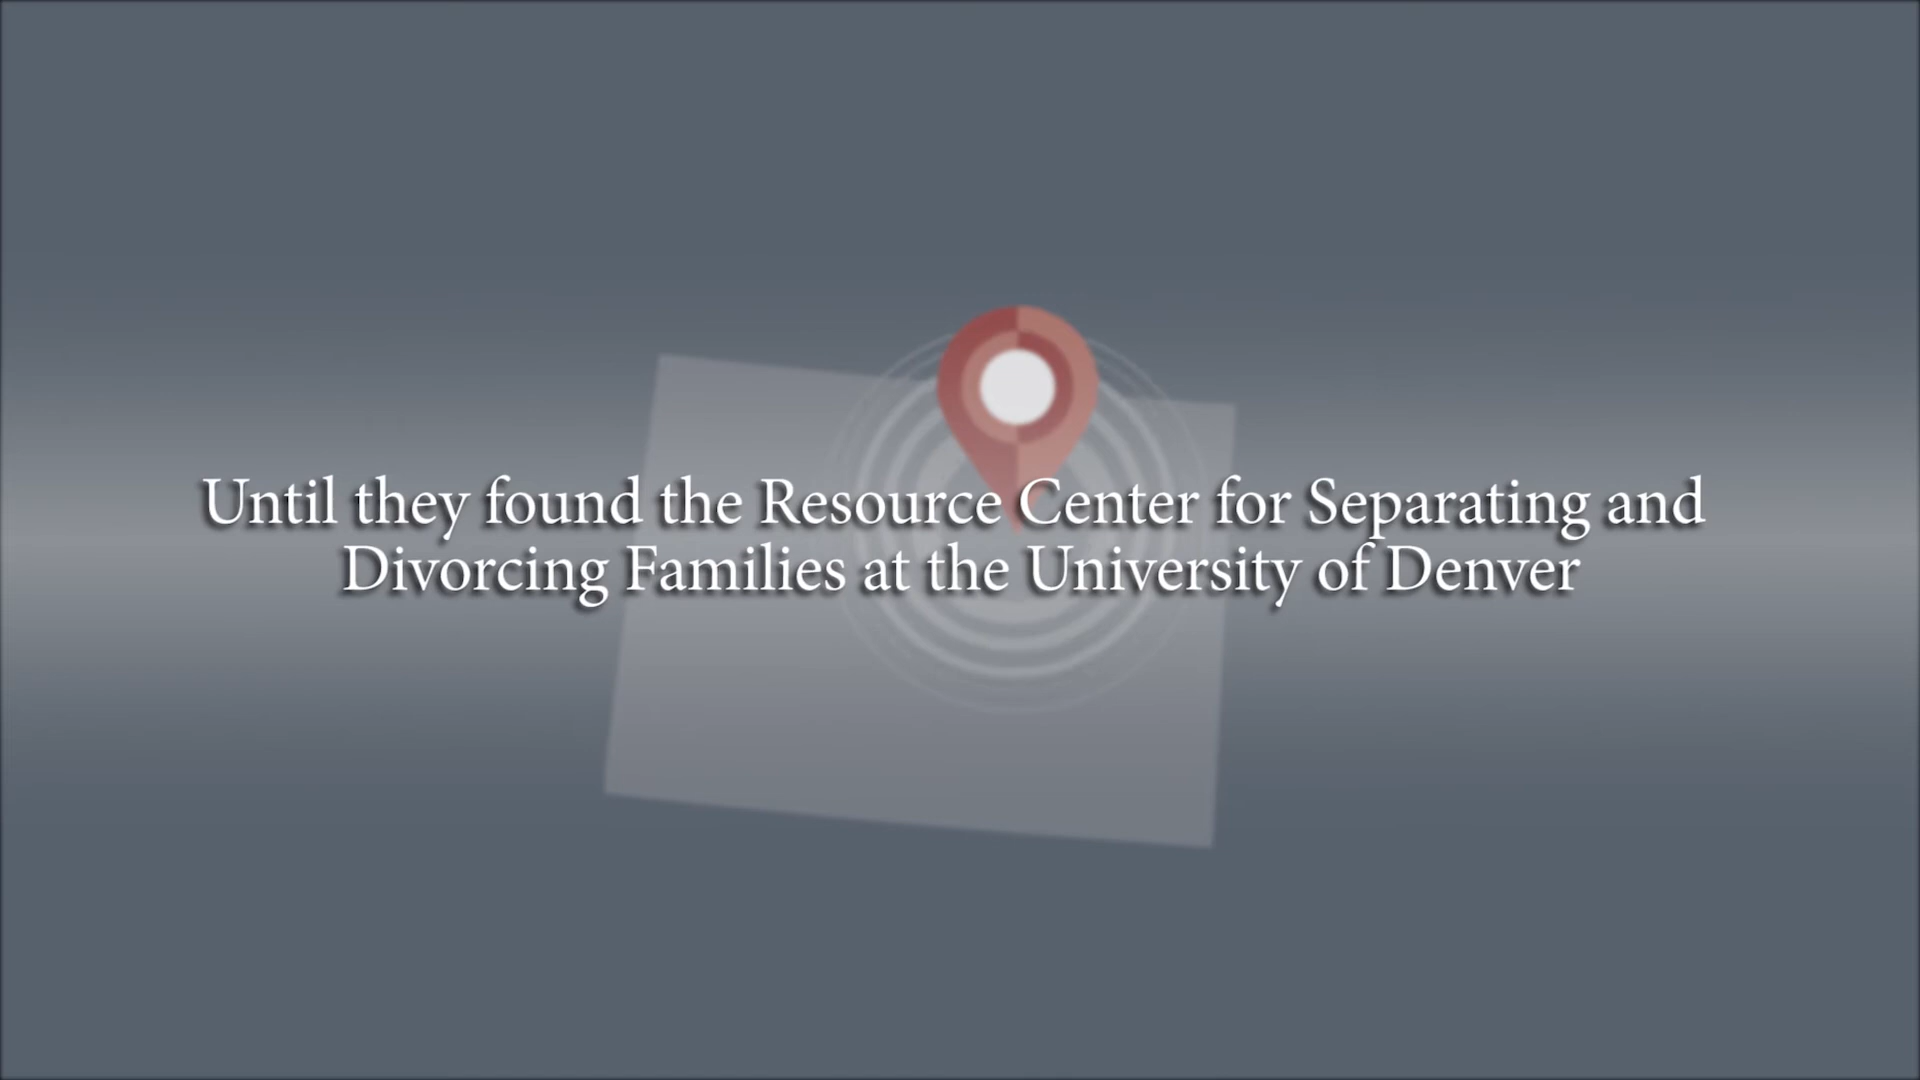 Until they found the Resource Center for Separating and
Divorcing Families at the University of Denver